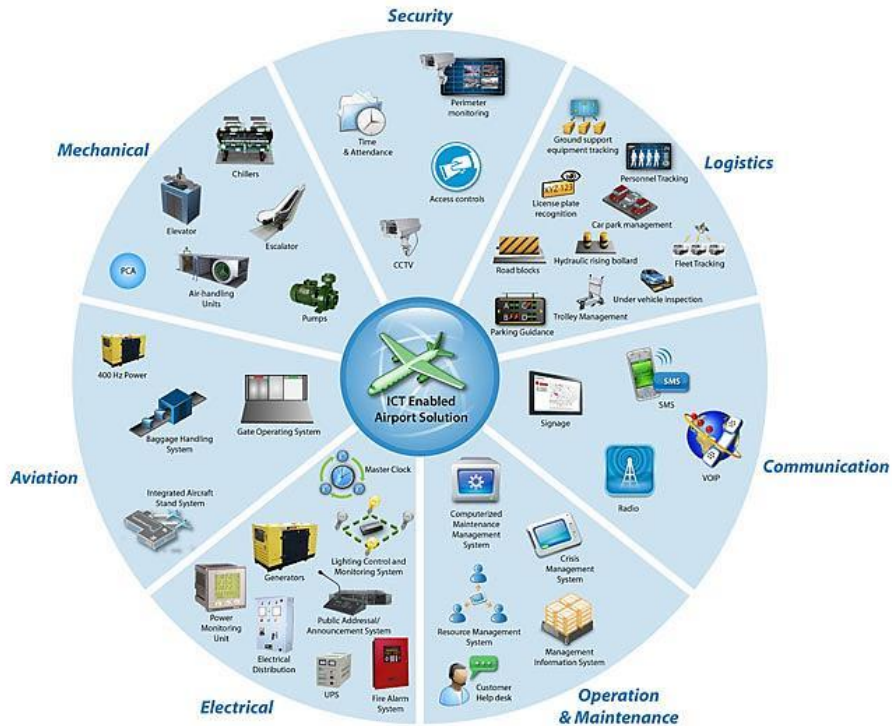 Security
Perimeter
monitoring
Time
& Attendance
Access controls
CCTV
Logistics
Ground support
equipment tracking
Personnel Tracking
XYZ-123
License plate
recognition
Car park management
Road blocks
Hydraulic rising bollard
Fleet Tracking
Under vehicle inspection
Trolley Management
Parking Guidance
Communication
Signage
SMS
SMS
VOIP
Radio
Operation
& Maintenance
Computerized
Maintenance
Management
System
Crisis
Management
System
Resource Management
System
Management
Information System
Customer
Help desk
Electrical
Master Clock
Lighting Control and
Monitoring System
Generators
Public Addressal/
Announcement System
Power
Monitoring
Unit
Electrical
Distribution
UPS
Fire Alarm
System
Aviation
400 Hz Power
Baggage Handling
System
Gate Operating System
Integrated Aircraft
Stand System
Mechanical
Chillers
Elevator
Escalator
PCA
Air-handling
Units
Pumps
ICT Enabled
Airport Solution